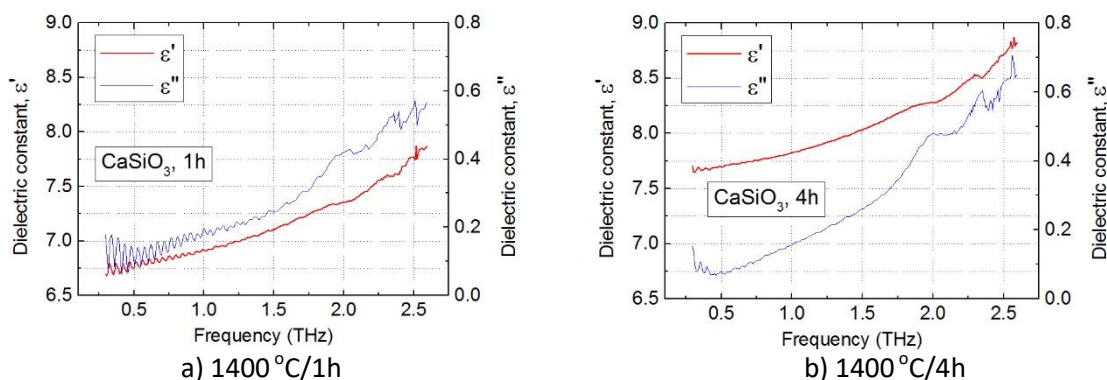 9.0
8.5
8.0
7.5
7.0
6.5
Dielectric constant, ε'
ε'
ε"
CaSiO3, 1h
0.8
0.6
0.4
0.2
0.0
Dielectric constant, ε"
0.5 1.0 1.5 2.0 2.5
Frequency (THz)
a) 1400 °C/1h
9.0
8.5
8.0
7.5
7.0
6.5
Dielectric constant, ε'
ε'
ε"
CaSiO3, 4h
0.8
0.6
0.4
0.2
0.0
Dielectric constant, ε"
0.5 1.0 1.5 2.0 2.5
Frequency (THz)
b) 1400 °C/4h